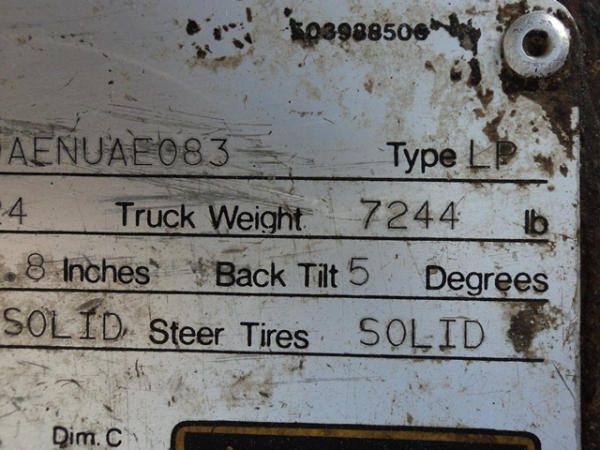 503988506
AENUAE083 Type LP
4 Truck Weight 7244 lb
.8 Inches Back Tilt 5 Degrees
SOLID Steer Tires SOLID
Dim. C